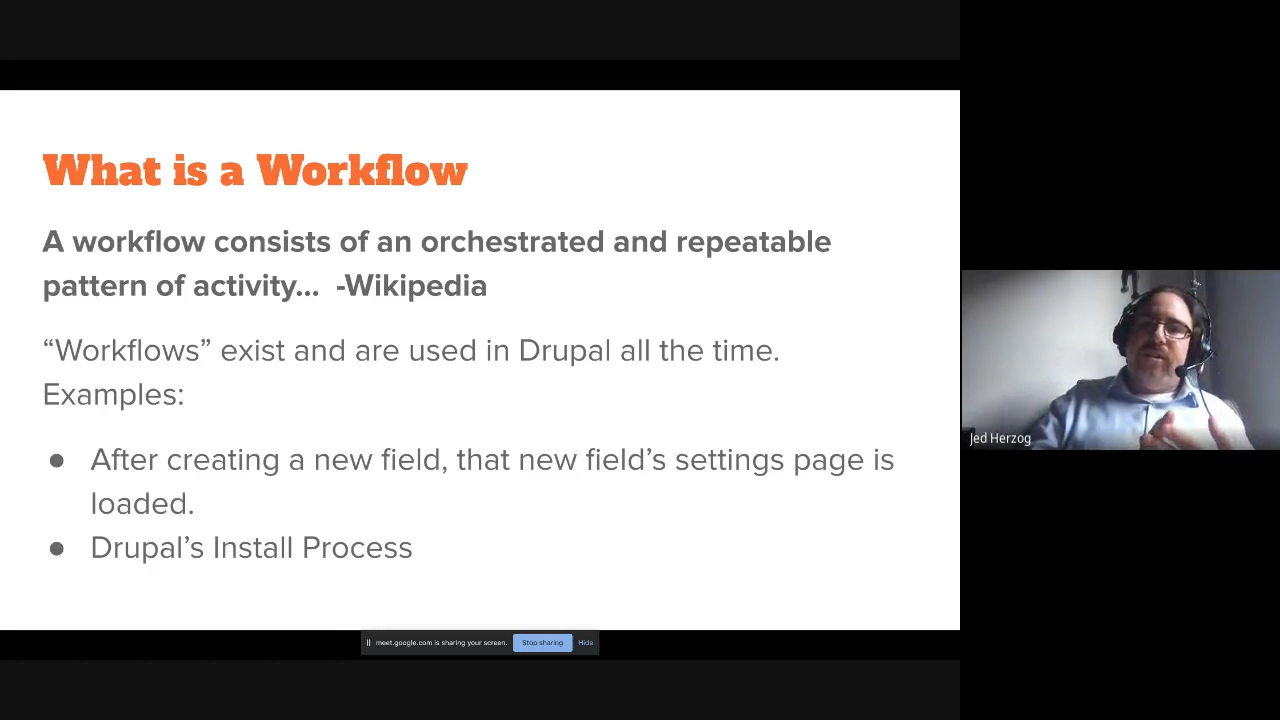 What is a Workflow
A workflow consists of an orchestrated and repeatable
pattern of activity... -Wikipedia
“Workflows” exist and are used in Drupal all the time.
Examples:
● After creating a new field, that new field’s settings page is
loaded.
● Drupal’s Install Process
Jed Herzog
meet.google.com is sharing your screen. Stop sharing Hide